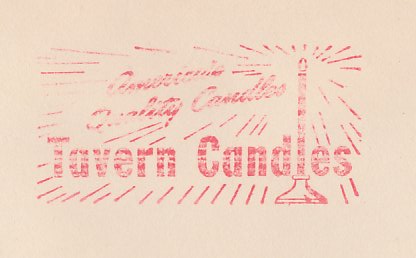 America's
Quality Candles
Tavern Candles